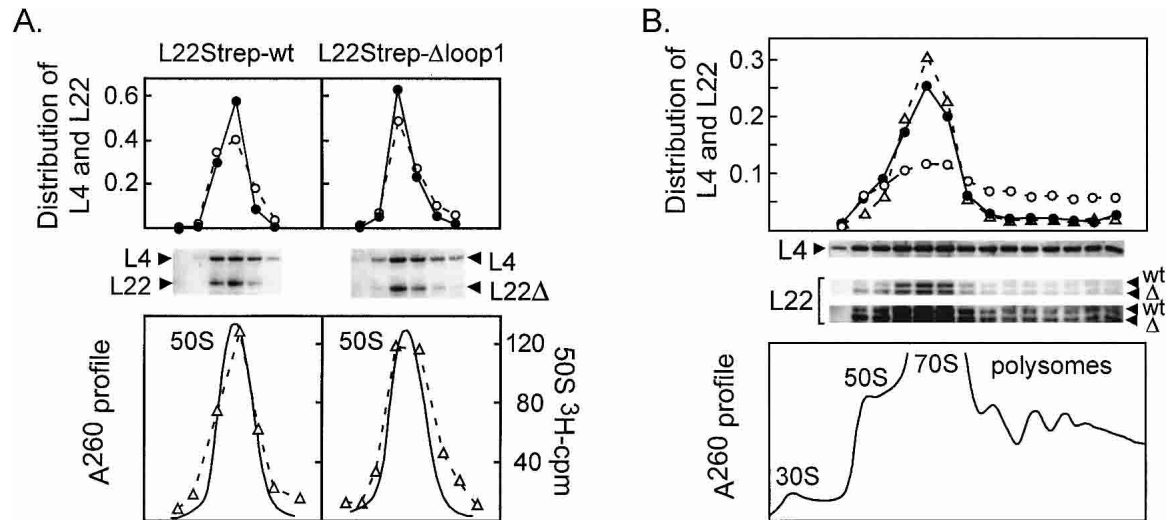 A.
L22Strep-wt
L22Strep-Δloop1
Distribution of
L4 and L22
0.6
0.4
0.2
L4
L22
L4
L22Δ
A260 profile
50S
50S
120
80
40
50S 3H-cpm
B.
Distribution of
L4 and L22
0.3
0.2
0.1
L4
L22
wt
Δ
wt
Δ
A260 profile
30S
50S
70S
polysomes